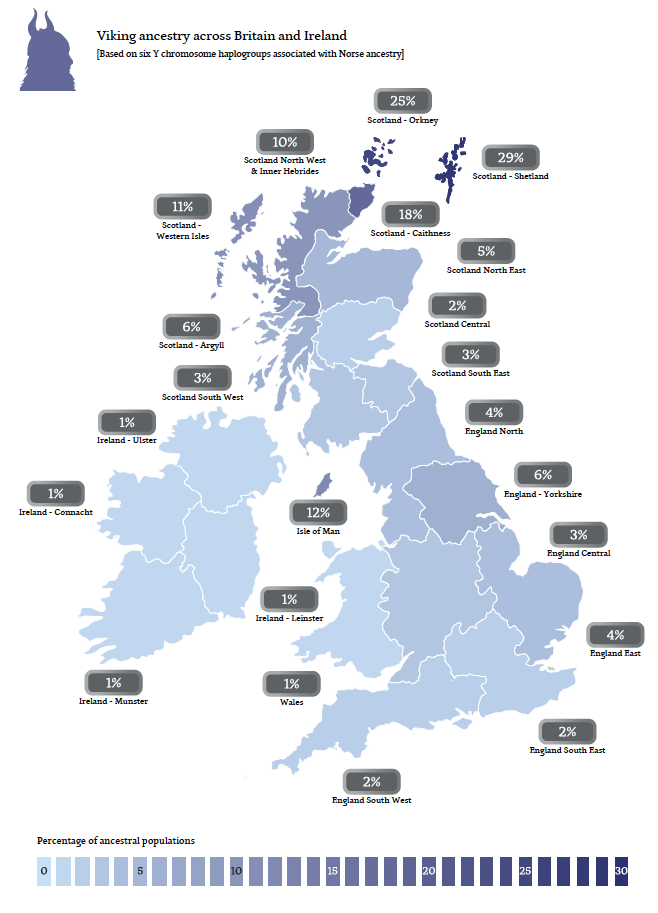 Viking ancestry across Britain and Ireland
[Based on six Y chromosome haplogroups associated with Norse ancestry]
25%
Scotland - Orkney
10%
Scotland North West
& Inner Hebrides
29%
Scotland - Shetland
11%
Scotland -
Western Isles
18%
Scotland - Caithness
5%
Scotland North East
2%
Scotland Central
6%
Scotland - Argyll
3%
Scotland South East
3%
Scotland South West
4%
England North
1%
Ireland - Ulster
6%
England - Yorkshire
1%
Ireland - Connacht
12%
Isle of Man
3%
England Central
1%
Ireland - Leinster
4%
England East
1%
Ireland - Munster
1%
Wales
2%
England South East
2%
England South West
Percentage of ancestral populations
0 5 10 15 20 25 30